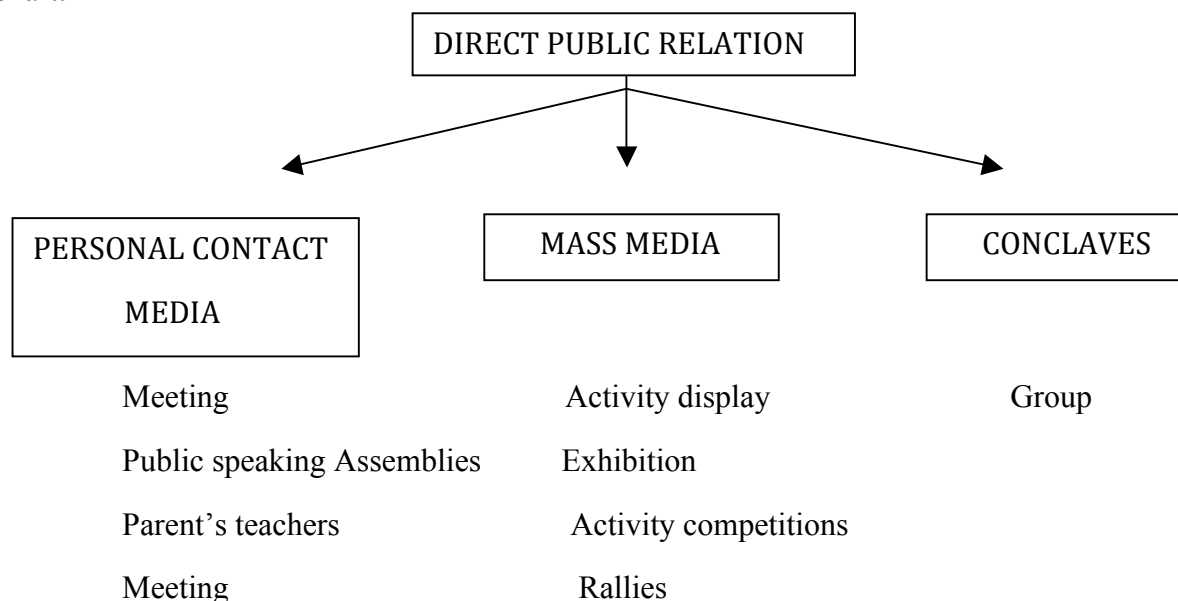 DIRECT PUBLIC RELATION
PERSONAL CONTACT
MEDIA
MASS MEDIA
CONCLAVES
Meeting Activity display Group
Public speaking Assemblies Exhibition
Parent's teachers Activity competitions
Meeting Rallies